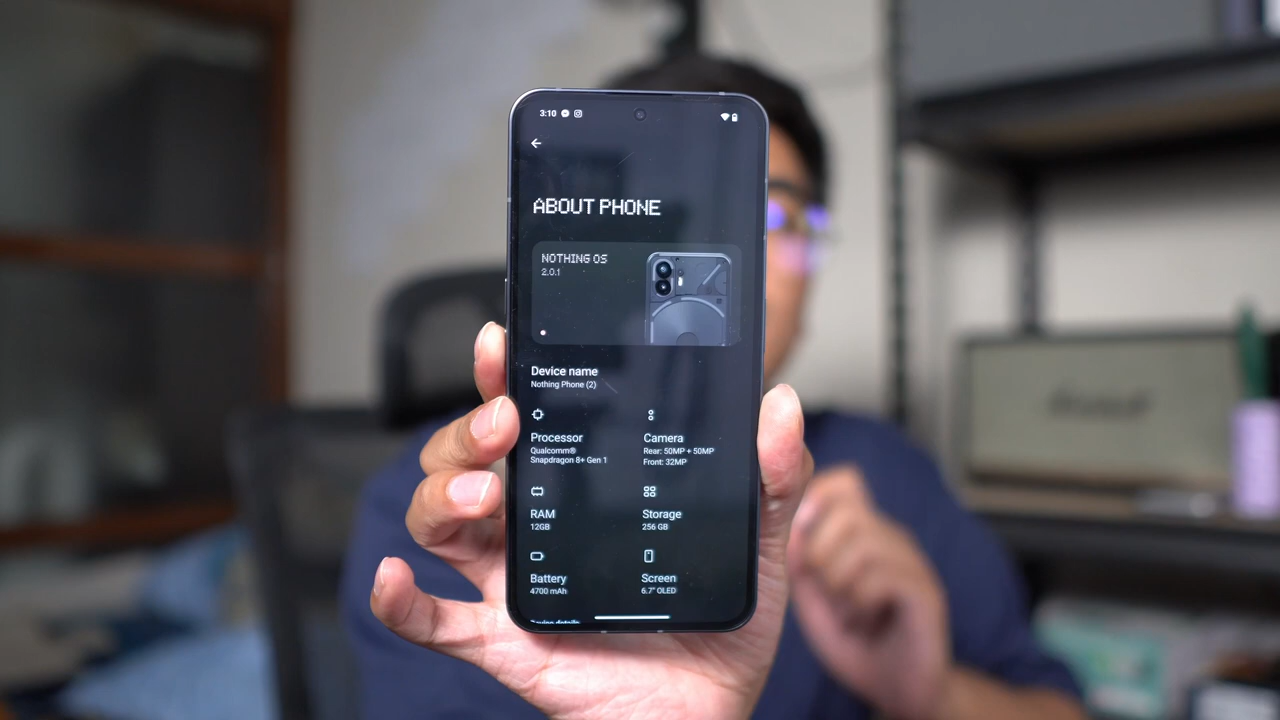 3:10
ABOUT PHONE
NOTHING OS
2.0.1
Device name
Nothing Phone (2)
Processor
Qualcomm®
Snapdragon 8+ Gen 1
Camera
Rear: 50MP + 50MP
Front: 32MP
RAM
12GB
Storage
256 GB
Battery
4700 mAh
Screen
6.7" OLED
Device details